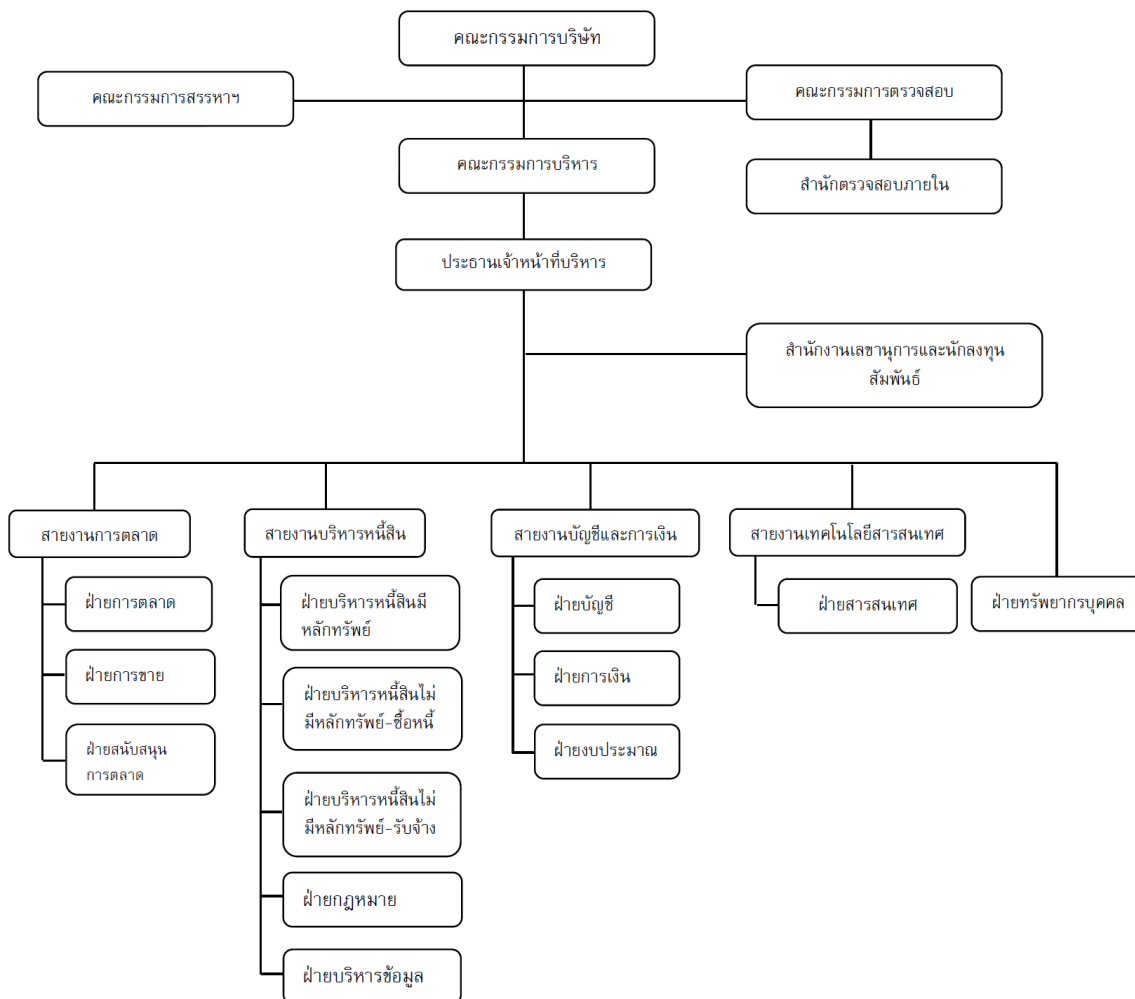 คณะกรรมการบริษัท
คณะกรรมการสรรหาฯ
คณะกรรมการตรวจสอบ
คณะกรรมการบริหาร
สำนักตรวจสอบภายใน
ประธานเจ้าหน้าที่บริหาร
สำนักงานเลขานุการและนักลงทุน
สัมพันธ์
สายงานการตลาด
ฝ่ายการตลาด
ฝ่ายการขาย
ฝ่ายสนับสนุน
การตลาด
สายงานบริหารหนี้สิน
ฝ่ายบริหารหนี้สินมี
หลักทรัพย์
ฝ่ายบริหารหนี้สินไม่
มีหลักทรัพย์-ซื้อหนี้
ฝ่ายบริหารหนี้สินไม่
มีหลักทรัพย์-รับจ้าง
ฝ่ายกฎหมาย
ฝ่ายบริหารข้อมูล
สายงานบัญชีและการเงิน
ฝ่ายบัญชี
ฝ่ายการเงิน
ฝ่ายงบประมาณ
สายงานเทคโนโลยีสารสนเทศ
ฝ่ายสารสนเทศ
ฝ่ายทรัพยากรบุคคล